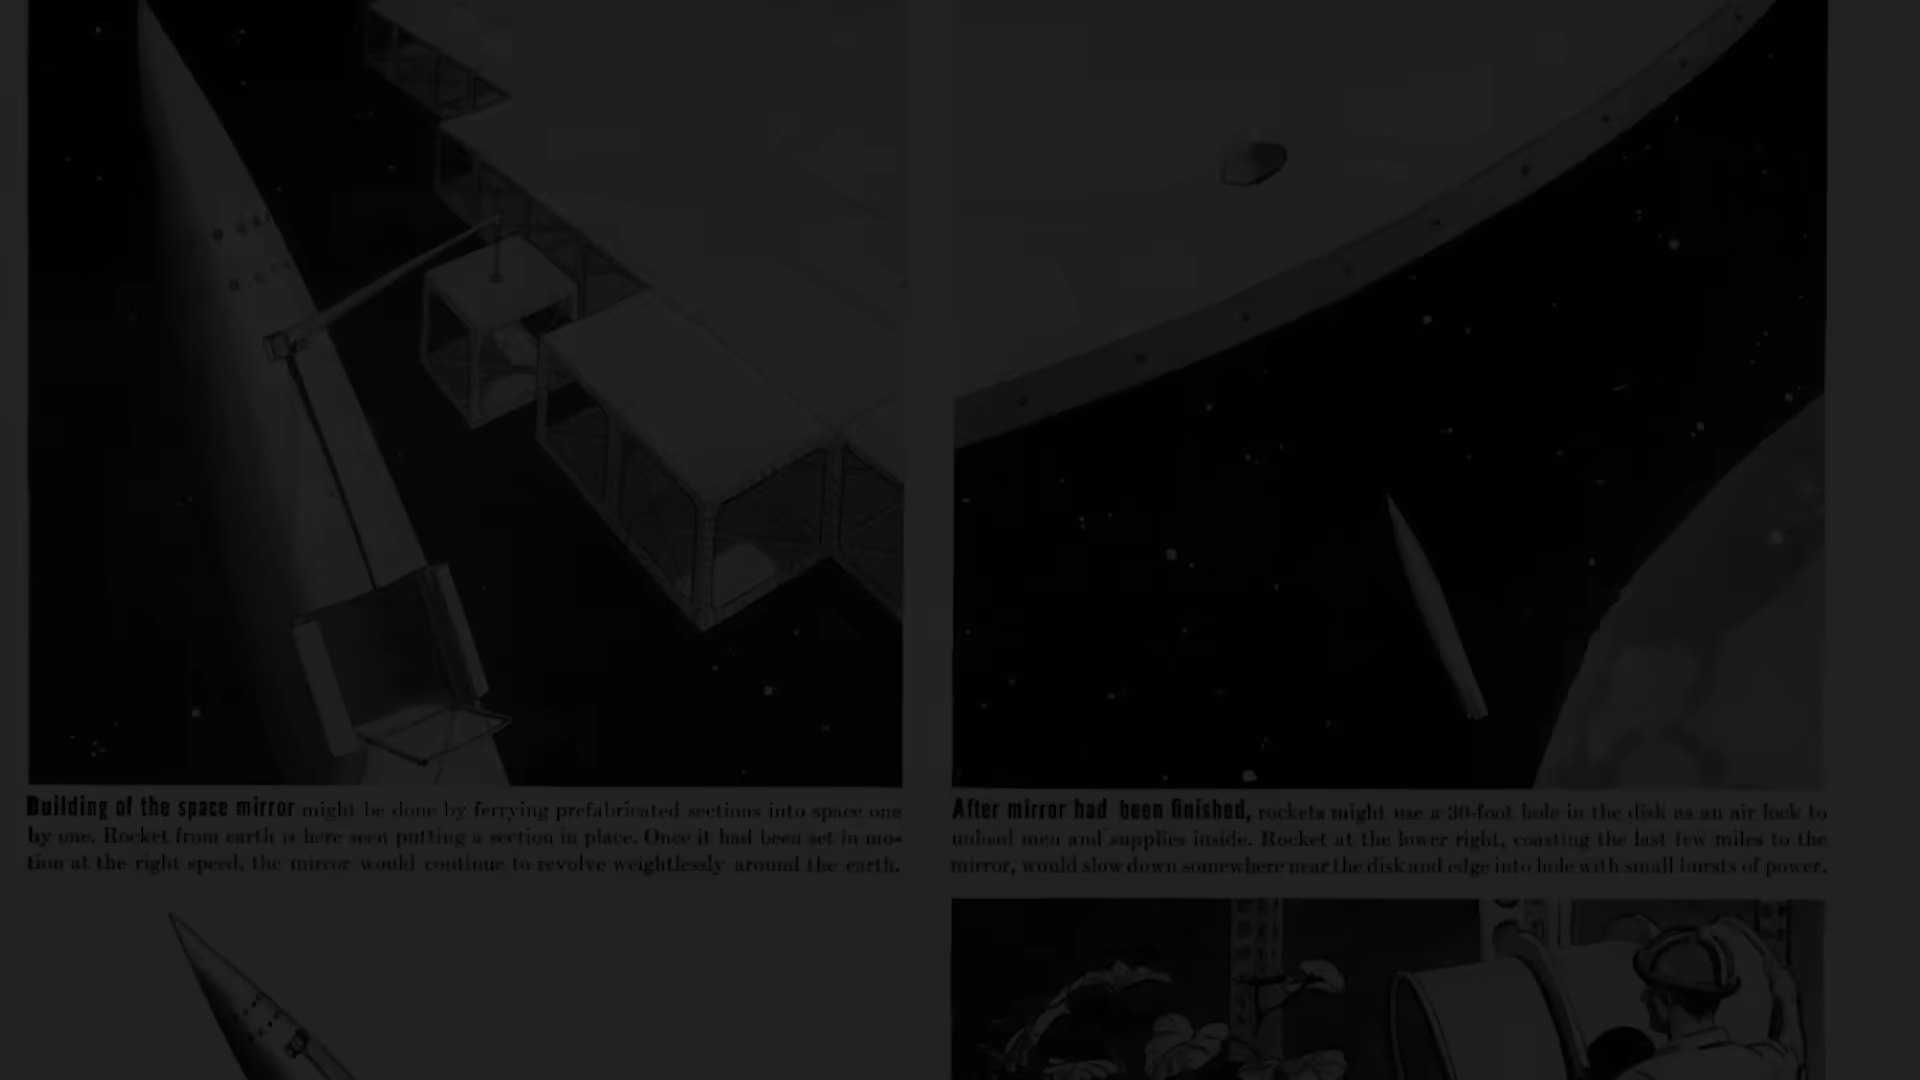 Building of the space mirror might be done by ferrying prefabricated sections into space one
by one. Rocket from earth is here seen putting a section in place. Once it had been set in mo-
tion at the right speed, the mirror would continue to revolve weightlessly around the earth.
After mirror had been finished, rockets might use a 30-foot hole in the disk as an air lock to
unload men and supplies inside. Rocket at the lower right, coasting the last few miles to the
mirror, would slow down somewhere near the disk and edge into hole with small bursts of power.